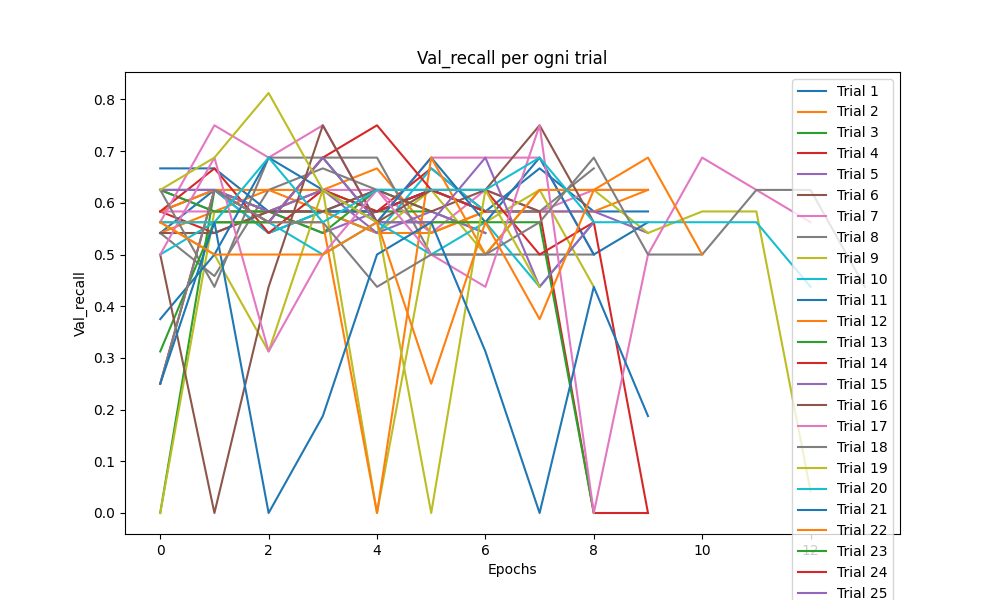 Val_recall per ogni trial
Val_recall
0.8
0.7
0.6
0.5
0.4
0.3
0.2
0.1
0.0
0
2
4
6
8
10
12
Epochs
Trial 1
Trial 2
Trial 3
Trial 4
Trial 5
Trial 6
Trial 7
Trial 8
Trial 9
Trial 10
Trial 11
Trial 12
Trial 13
Trial 14
Trial 15
Trial 16
Trial 17
Trial 18
Trial 19
Trial 20
Trial 21
Trial 22
Trial 23
Trial 24
Trial 25